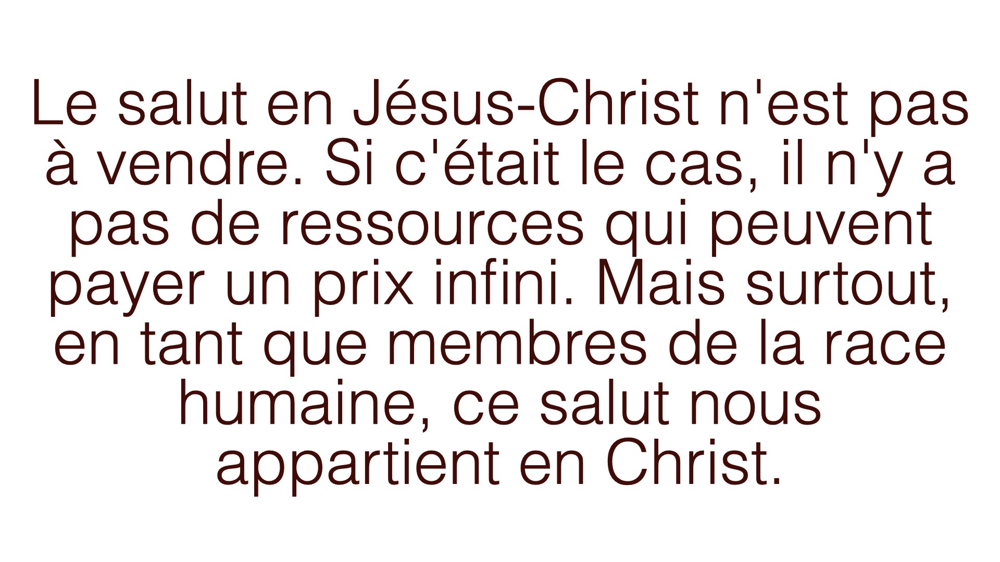 Le salut en Jésus-Christ n'est pas
à vendre. Si c'était le cas, il n'y a
pas de ressources qui peuvent
payer un prix infini. Mais surtout,
en tant que membres de la race
humaine, ce salut nous
appartient en Christ.